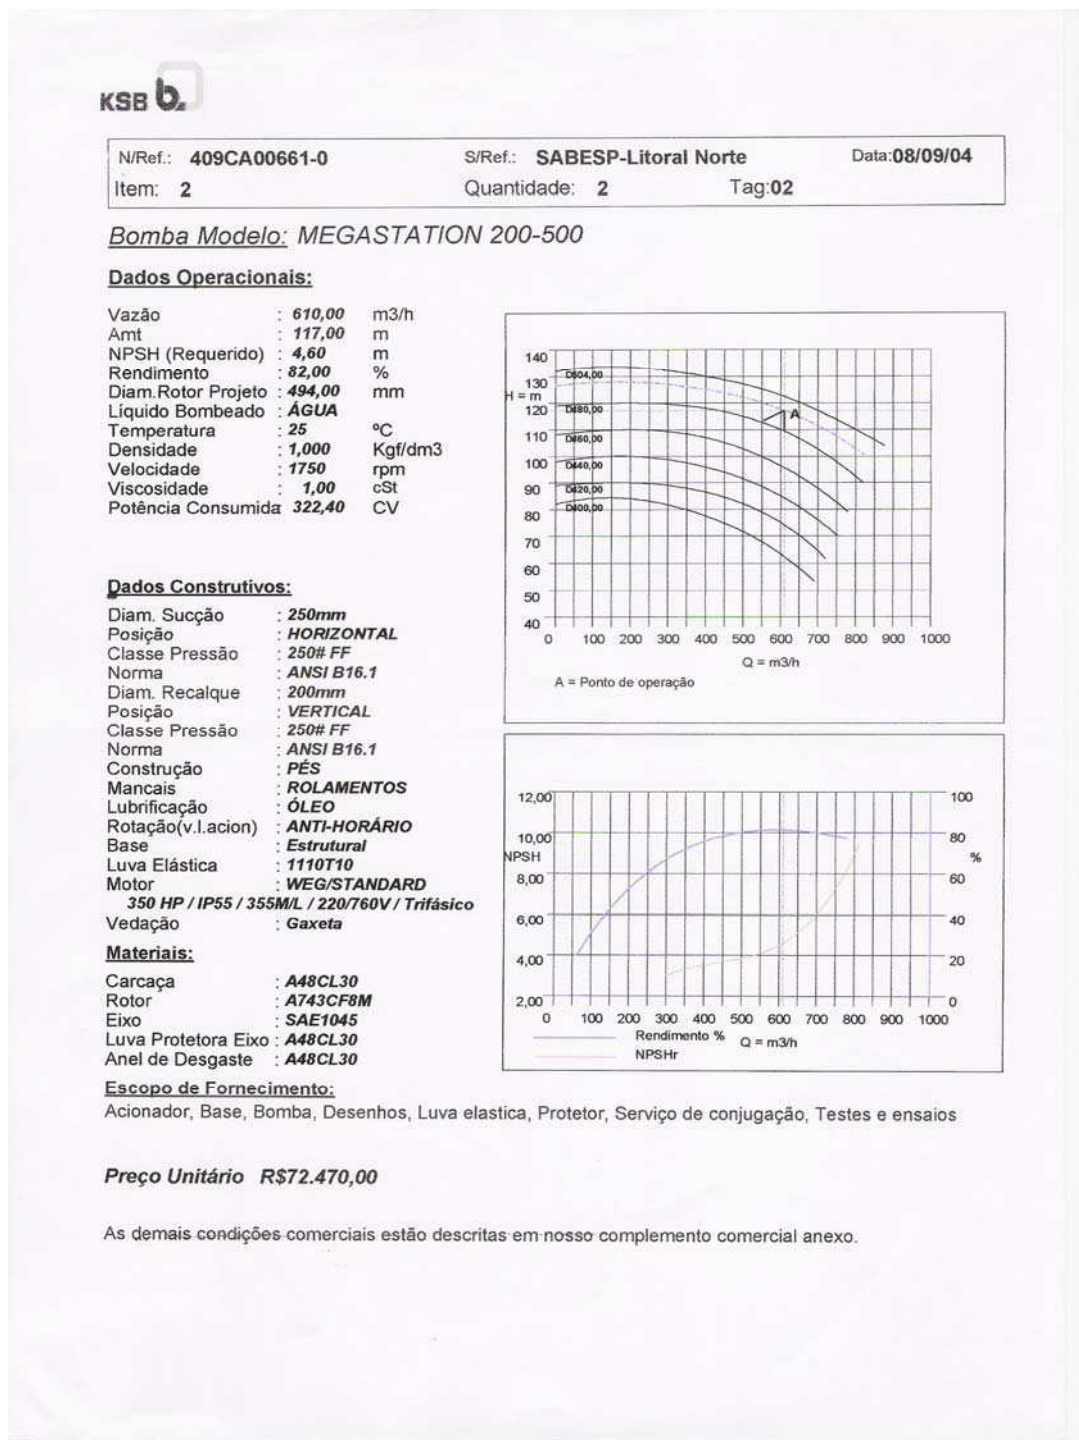 KSB b.
N/Ref.: 409CA00661-0 S/Ref.: SABESP-Litoral Norte Data:08/09/04
Item: 2 Quantidade: 2 Tag:02
Bomba Modelo: MEGASTATION 200-500
Dados Operacionais:
Vazão : 610,00 m3/h
Amt : 117,00 m
NPSH (Requerido) : 4,60 m
Rendimento : 82,00 %
Diam.Rotor Projeto : 494,00 mm
Líquido Bombeado : ÁGUA
Temperatura : 25 ºC
Densidade : 1,000 Kgf/dm3
Velocidade : 1750 rpm
Viscosidade : 1,00 cSt
Potência Consumida : 322,40 CV
140
130
H = m
120
110
100
90
80
70
60
50
40
D504,00
D480,00
D460,00
D440,00
D420,00
D400,00
A
0 100 200 300 400 500 600 700 800 900 1000
Q = m3/h
A = Ponto de operação
Dados Construtivos:
Diam. Sucção : 250mm
Posição : HORIZONTAL
Classe Pressão : 250# FF
Norma : ANSI B16.1
Diam. Recalque : 200mm
Posição : VERTICAL
Classe Pressão : 250# FF
Norma : ANSI B16.1
Construção : PÉS
Mancais : ROLAMENTOS
Lubrificação : ÓLEO
Rotação(v.l.acion) : ANTI-HORÁRIO
Base : Estrutural
Luva Elástica : 1110T10
Motor : WEG/STANDARD
350 HP / IP55 / 355M/L / 220/760V / Trifásico
Vedação : Gaxeta
12,00
10,00
NPSH
8,00
6,00
4,00
2,00
100
80
%
60
40
20
0
0 100 200 300 400 500 600 700 800 900 1000
Rendimento % Q = m3/h
NPSHr
Materiais:
Carcaça : A48CL30
Rotor : A743CF8M
Eixo : SAE1045
Luva Protetora Eixo : A48CL30
Anel de Desgaste : A48CL30
Escopo de Fornecimento:
Acionador, Base, Bomba, Desenhos, Luva elastica, Protetor, Serviço de conjugação, Testes e ensaios
Preço Unitário R$72.470,00
As demais condições comerciais estão descritas em nosso complemento comercial anexo.